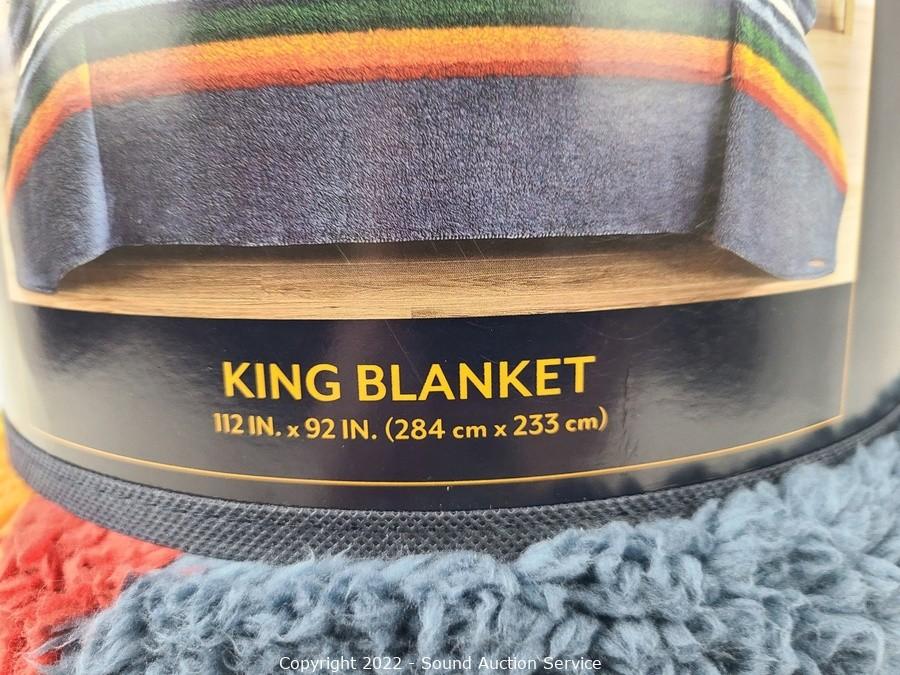 KING BLANKET
112 IN. x 92 IN. (284 cm x 233 cm)
Copyright 2022 - Sound Auction Service